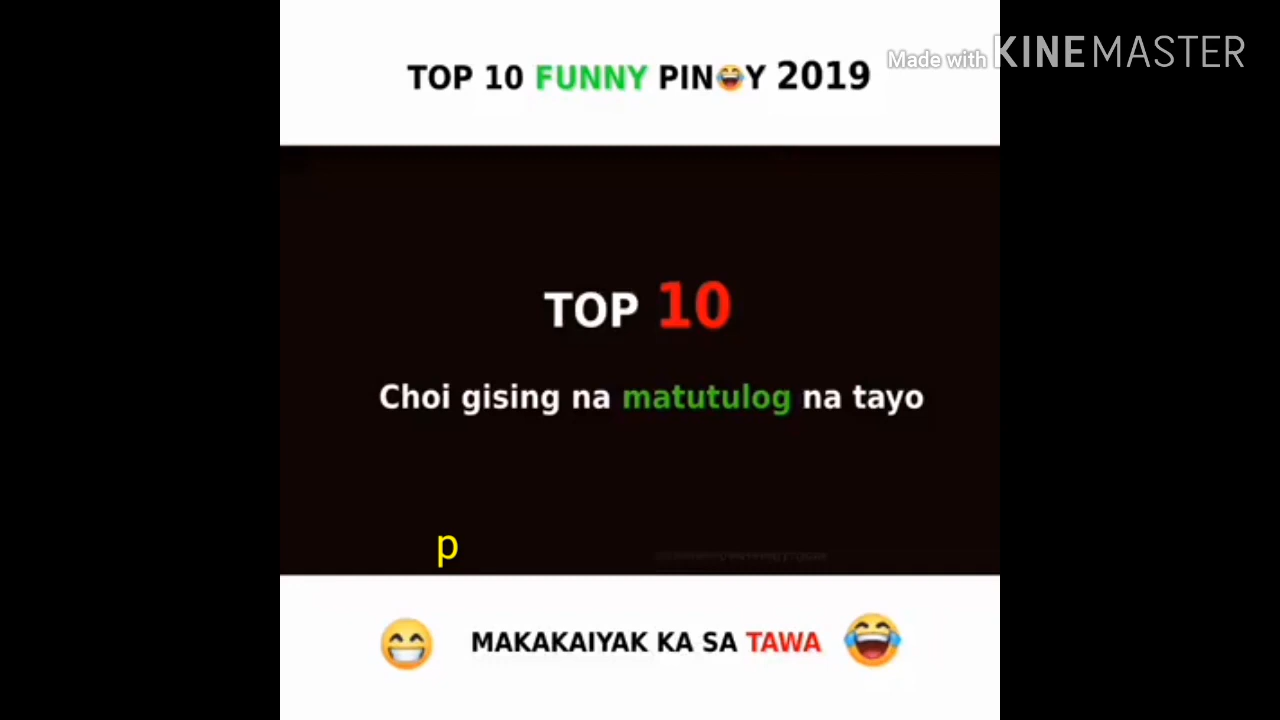 Made with KINEMASTER
TOP 10 FUNNY PIN😂Y 2019
TOP 10
Choi gising na matutulog na tayo
p
MAKAKAIYAK KA SA TAWA